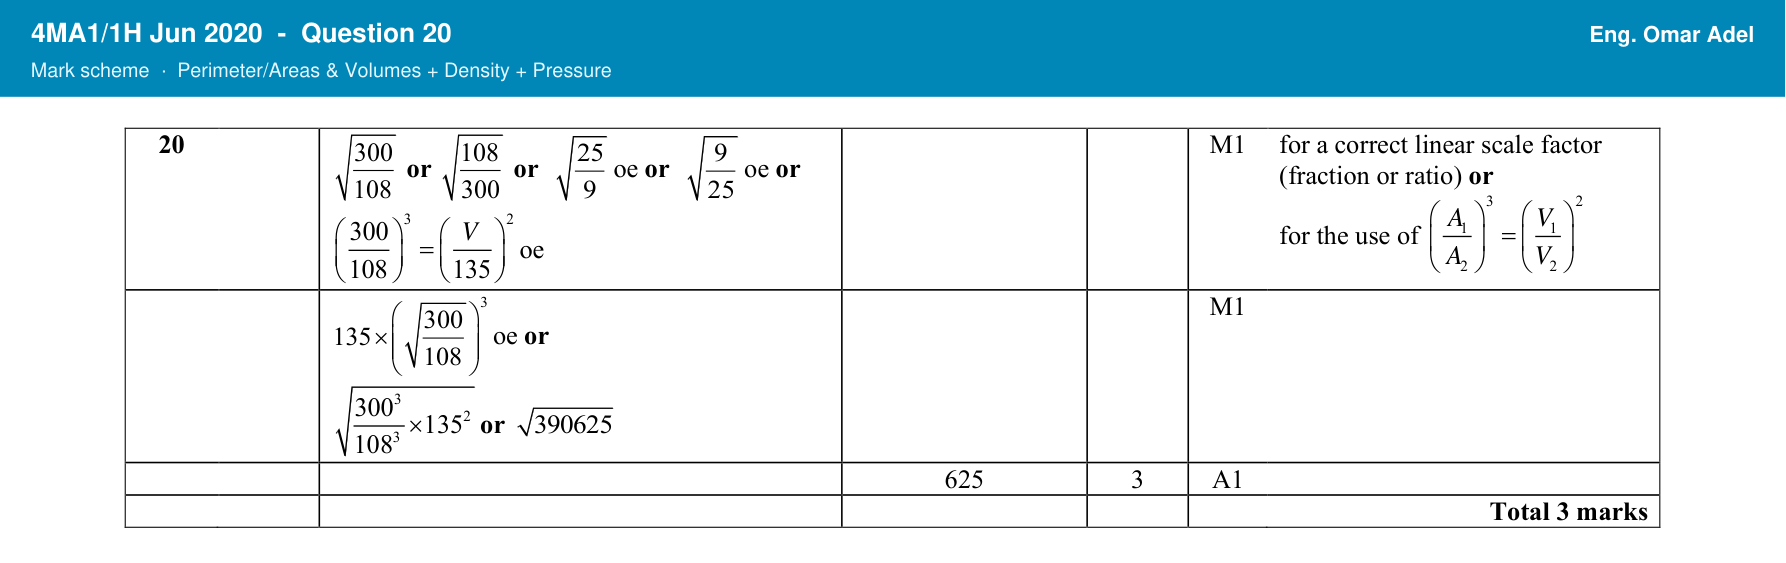 4MA1/1H Jun 2020 - Question 20
Eng. Omar Adel
Mark scheme · Perimeter/Areas & Volumes + Density + Pressure
20
√(300/108) or √(108/300) or √(25/9) oe or √(9/25) oe or
(300/108)³ = (V/135)² oe
M1 for a correct linear scale factor
(fraction or ratio) or
for the use of (A₁/A₂)³ = (V₁/V₂)²
135 × (√(300/108))³ oe or
√(300³/108³ × 135²) or √390625
M1
625 3 A1
Total 3 marks